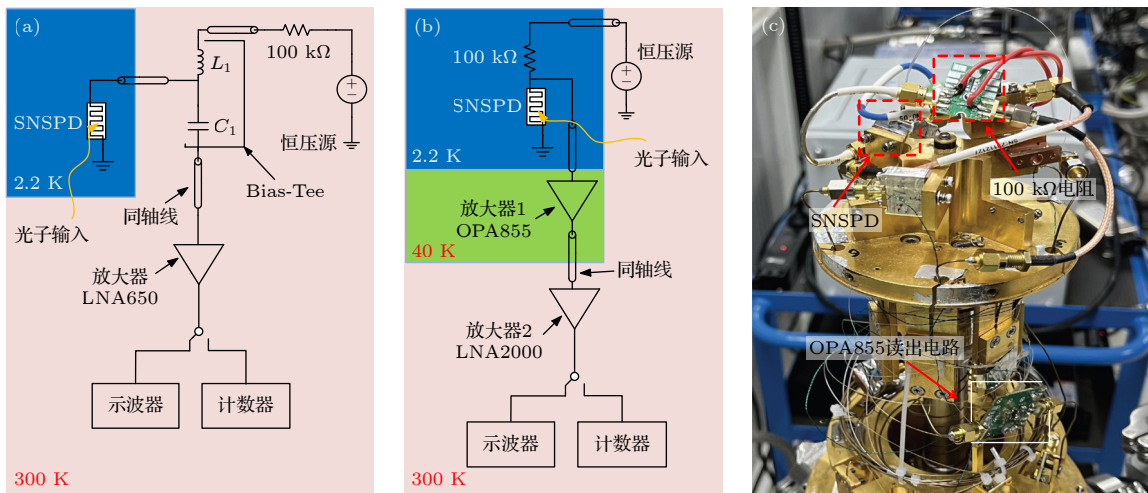 (a)
100 kΩ
L₁
恒压源
SNSPD
C₁
2.2 K
Bias-Tee
光子输入
同轴线
放大器
LNA650
示波器
计数器
300 K
(b)
100 kΩ
恒压源
SNSPD
2.2 K
光子输入
放大器1
OPA855
40 K
同轴线
放大器2
LNA2000
示波器
计数器
300 K
(c)
100 kΩ电阻
SNSPD
OPA855读出电路